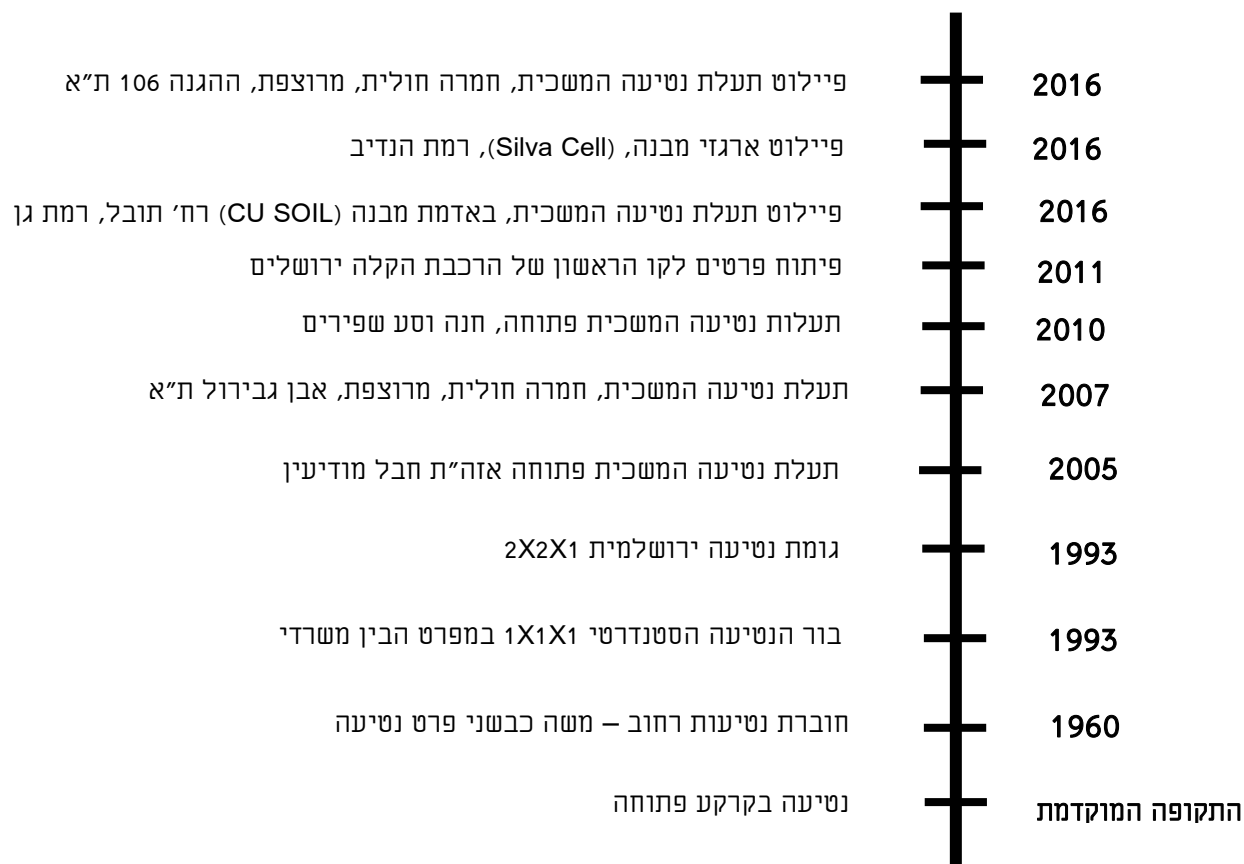 2016 פיילוט תעלת נטיעה המשכית, חמרה חולית, מרוצפת, ההגנה 106 ת״א
2016 פיילוט ארגזי מבנה, (Silva Cell), רמת הנדיב
2016 פיילוט תעלת נטיעה המשכית, באדמת מבנה (CU SOIL) רח׳ תובל, רמת גן
2011 פיתוח פרטים לקו הראשון של הרכבת הקלה ירושלים
2010 תעלות נטיעה המשכית פתוחה, חנה וסע שפירים
2007 תעלת נטיעה המשכית, חמרה חולית, מרוצפת, אבן גבירול ת״א
2005 תעלת נטיעה המשכית פתוחה אזה״ת חבל מודיעין
1993 גומת נטיעה ירושלמית 2X2X1
1993 בור הנטיעה הסטנדרטי 1X1X1 במפרט הבין משרדי
1960 חוברת נטיעות רחוב – משה כבשני פרט נטיעה
התקופה המוקדמת נטיעה בקרקע פתוחה